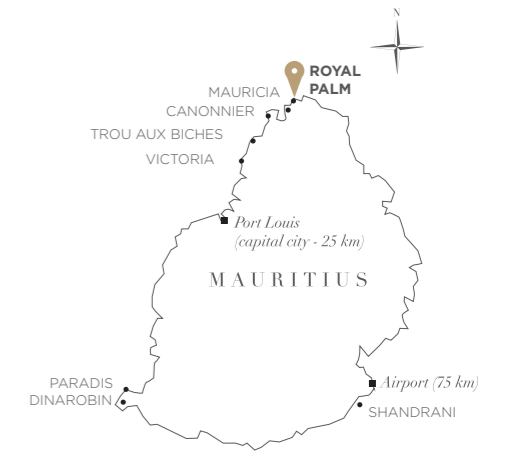 N
ROYAL
PALM
MAURICIA
CANONNIER
TROU AUX BICHES
VICTORIA
Port Louis
(capital city - 25 km)
MAURITIUS
Airport (75 km)
PARADIS
DINAROBIN
SHANDRANI